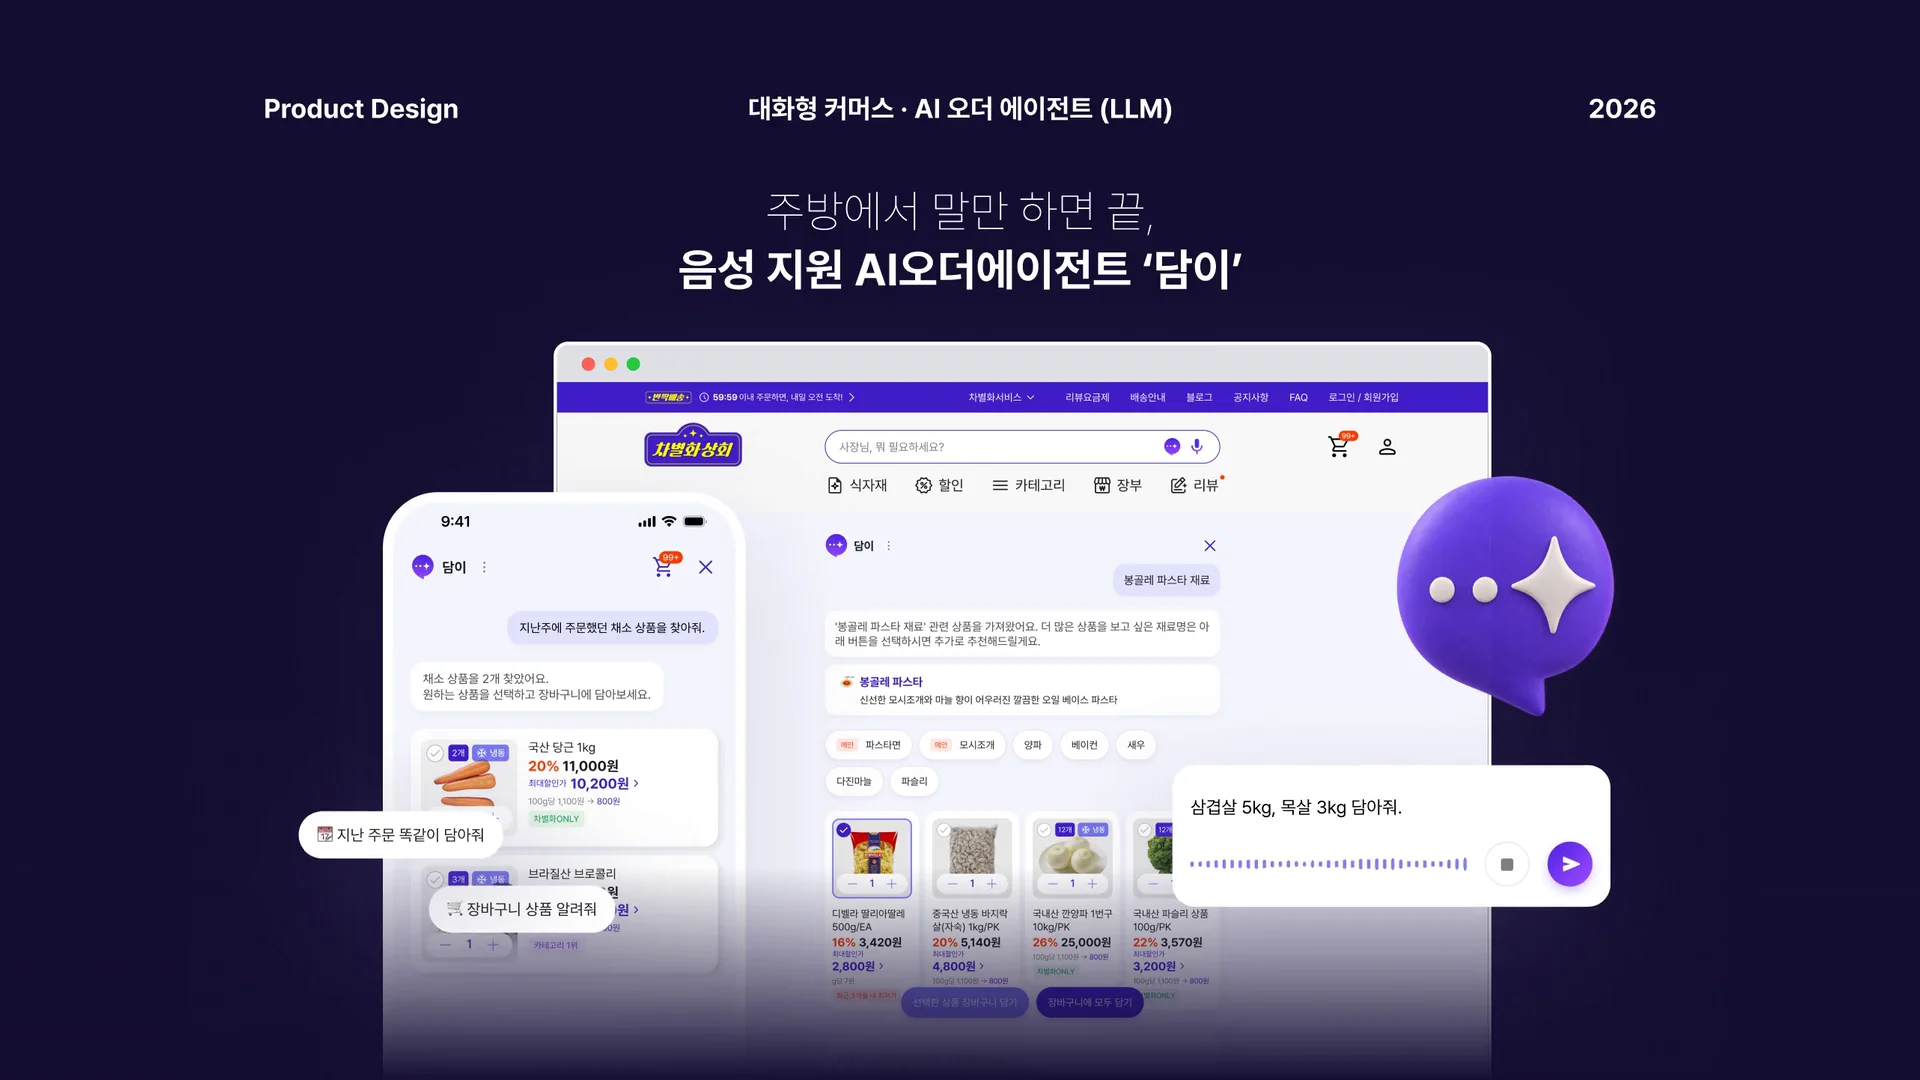 Product Design
대화형 커머스 · AI 오더 에이전트 (LLM)
2026
주방에서 말만 하면 끝,
음성 지원 AI오더에이전트 ‘담이’
반짝배송
59:59 이내 주문하면, 내일 오전 도착!
차별화서비스
리뷰요금제
배송안내
블로그
공지사항
FAQ
로그인 / 회원가입
차별화상회
사장님, 뭐 필요하세요?
99+
식자재
할인
카테고리
장부
리뷰
담이
봉골레 파스타 재료
'봉골레 파스타 재료' 관련 상품을 가져왔어요. 더 많은 상품을 보고 싶은 재료명은 아
래 버튼을 선택하시면 추가로 추천해드릴게요.
봉골레 파스타
신선한 모시조개와 마늘 향이 어우러진 깔끔한 오일 베이스 파스타
메인 파스타면
메인 모시조개
양파
베이컨
새우
다진마늘
파슬리
1
디벨라 딸리아딸레
500g/EA
16% 3,420원
최대할인가
2,800원
g당 7원
최근 3개월 내 최저가
1
중국산 냉동 바지락
살(자숙) 1kg/PK
20% 5,140원
최대할인가
4,800원
100g당 1,100원 → 800원
12개
냉동
1
국내산 깐양파 1번구
10kg/PK
26% 25,000원
100g당 1,100원 → 800원
차별화ONLY
12개
국내산 파슬리 상품
100g/PK
22% 3,570원
최대할인가
3,200원
100g당 1,100원 → 800원
선택한 상품 장바구니 담기
장바구니에 모두 담기
9:41
담이
99+
지난주에 주문했던 채소 상품을 찾아줘.
채소 상품을 2개 찾았어요.
원하는 상품을 선택하고 장바구니에 담아보세요.
2개
냉동
국산 당근 1kg
20% 11,000원
최대할인가 10,200원
100g당 1,100원 → 800원
차별화ONLY
지난 주문 똑같이 담아줘
3개
냉동
브라질산 브로콜리
장바구니 상품 알려줘
1
카테고리 1위
삼겹살 5kg, 목살 3kg 담아줘.